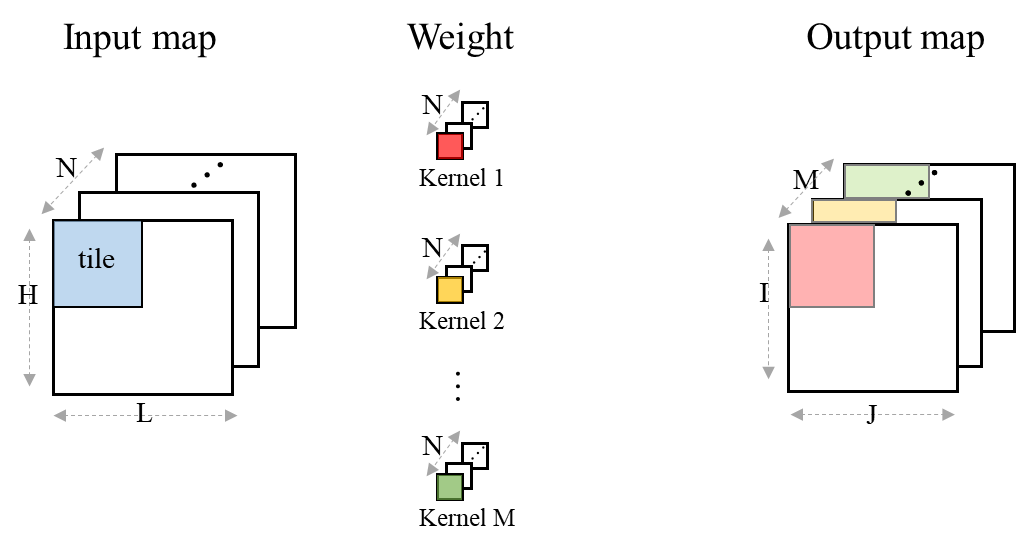 Input map
Weight
Output map
N
tile
H
L
N
Kernel 1
N
Kernel 2
N
Kernel M
M
I
J